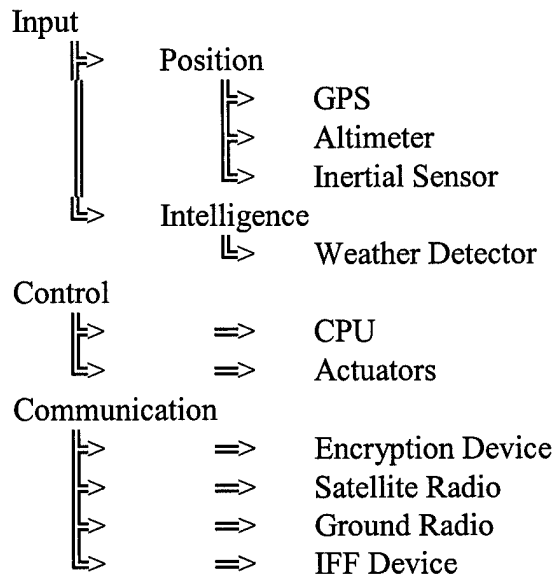 Input
Position
GPS
Altimeter
Inertial Sensor
Intelligence
Weather Detector
Control
CPU
Actuators
Communication
Encryption Device
Satellite Radio
Ground Radio
IFF Device